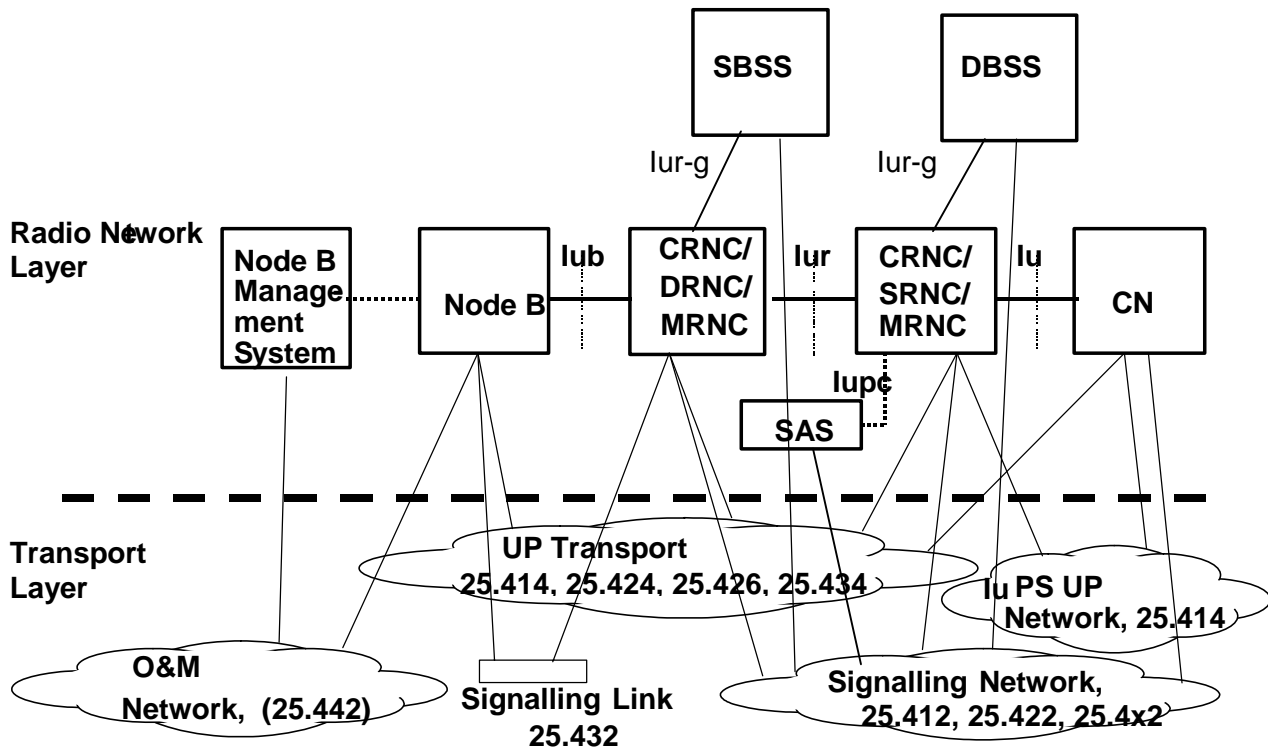 SBSS
DBSS
Iur-g
Iur-g
Radio Network
Layer
Node B
Manage
ment
System
Node B
Iub
CRNC/
DRNC/
MRNC
Iur
CRNC/
SRNC/
MRNC
Iu
CN
Iupc
SAS
Transport
Layer
UP Transport
25.414, 25.424, 25.426, 25.434
Iu PS UP
Network, 25.414
O&M
Network, (25.442)
Signalling Link
25.432
Signalling Network,
25.412, 25.422, 25.4x2